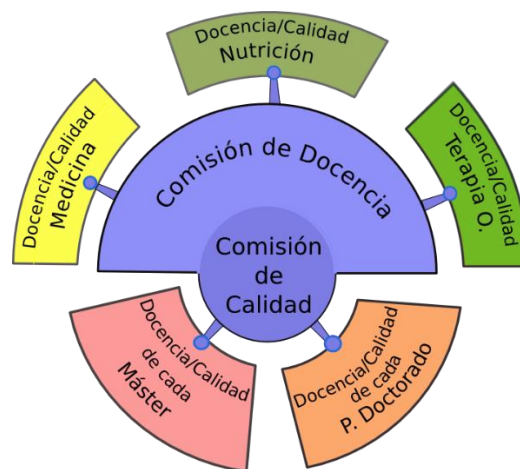 Docencia/Calidad
Nutrición
Docencia/Calidad
Medicina
Docencia/Calidad
Terapia O.
Comisión de Docencia
Comisión
de
Calidad
Docencia/Calidad
de cada
Máster
Docencia/Calidad
de cada
P. Doctorado